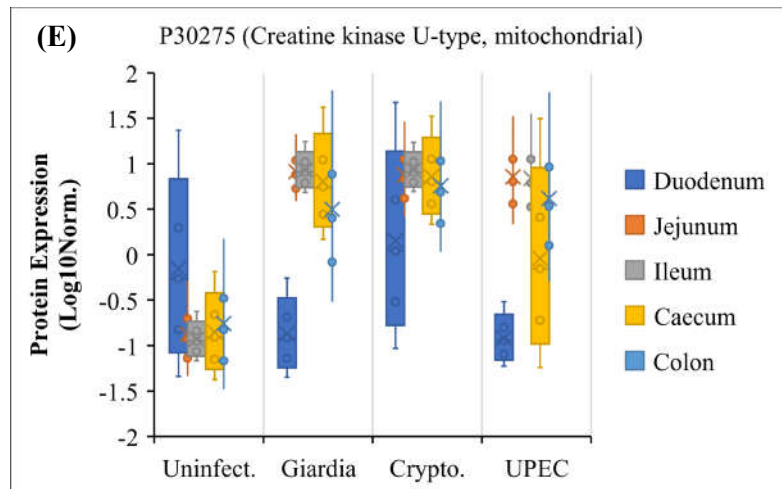 (E) P30275 (Creatine kinase U-type, mitochondrial)
Protein Expression
(Log10Norm.)
2
1.5
1
0.5
0
-0.5
-1
-1.5
-2
Uninfect. Giardia Crypto. UPEC
Duodenum
Jejunum
Ileum
Caecum
Colon